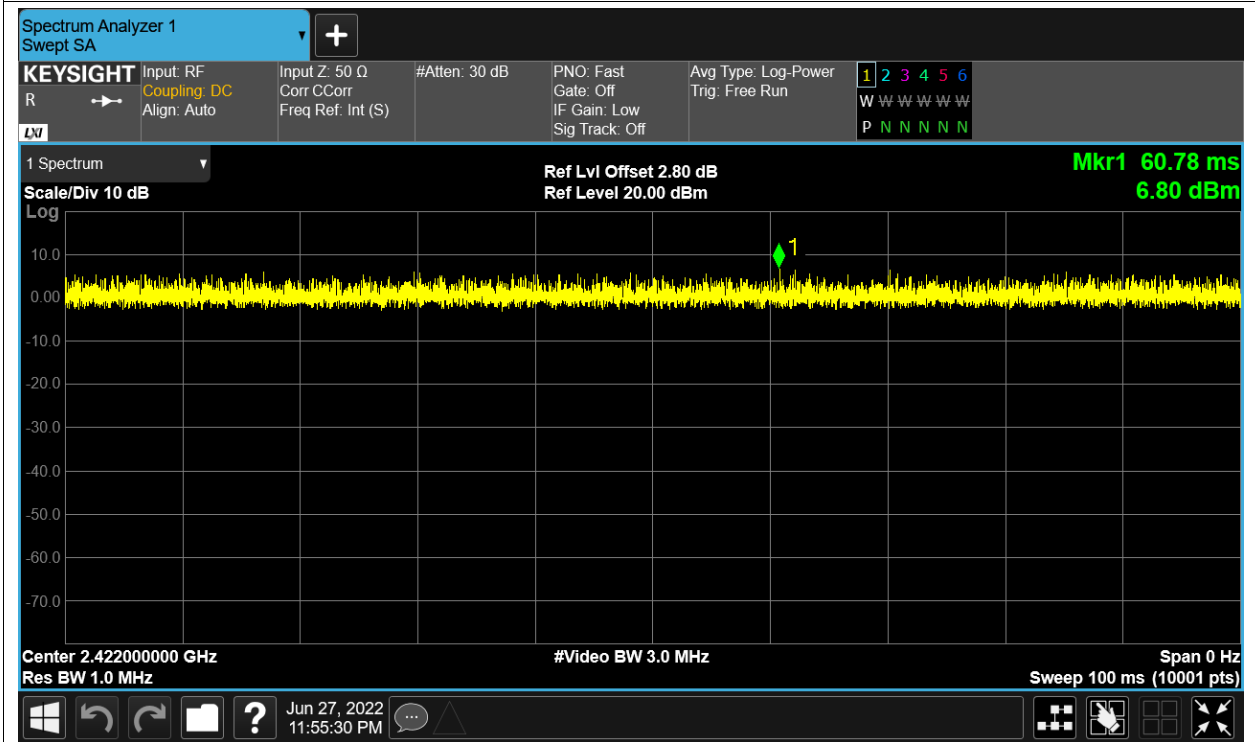 Spectrum Analyzer 1
Swept SA
KEYSIGHT Input: RF Input Z: 50 Ω #Atten: 30 dB PNO: Fast Avg Type: Log-Power 1 2 3 4 5 6
R Coupling: DC Corr CCorr Gate: Off Trig: Free Run W W W W W W
Align: Auto Freq Ref: Int (S) IF Gain: Low
LXI Sig Track: Off P N N N N N
1 Spectrum Ref Lvl Offset 2.80 dB Mkr1 60.78 ms
Scale/Div 10 dB Ref Level 20.00 dBm 6.80 dBm
Log
1
10.0
0.00
-10.0
-20.0
-30.0
-40.0
-50.0
-60.0
-70.0
Center 2.422000000 GHz #Video BW 3.0 MHz Span 0 Hz
Res BW 1.0 MHz Sweep 100 ms (10001 pts)
? Jun 27, 2022
11:55:30 PM